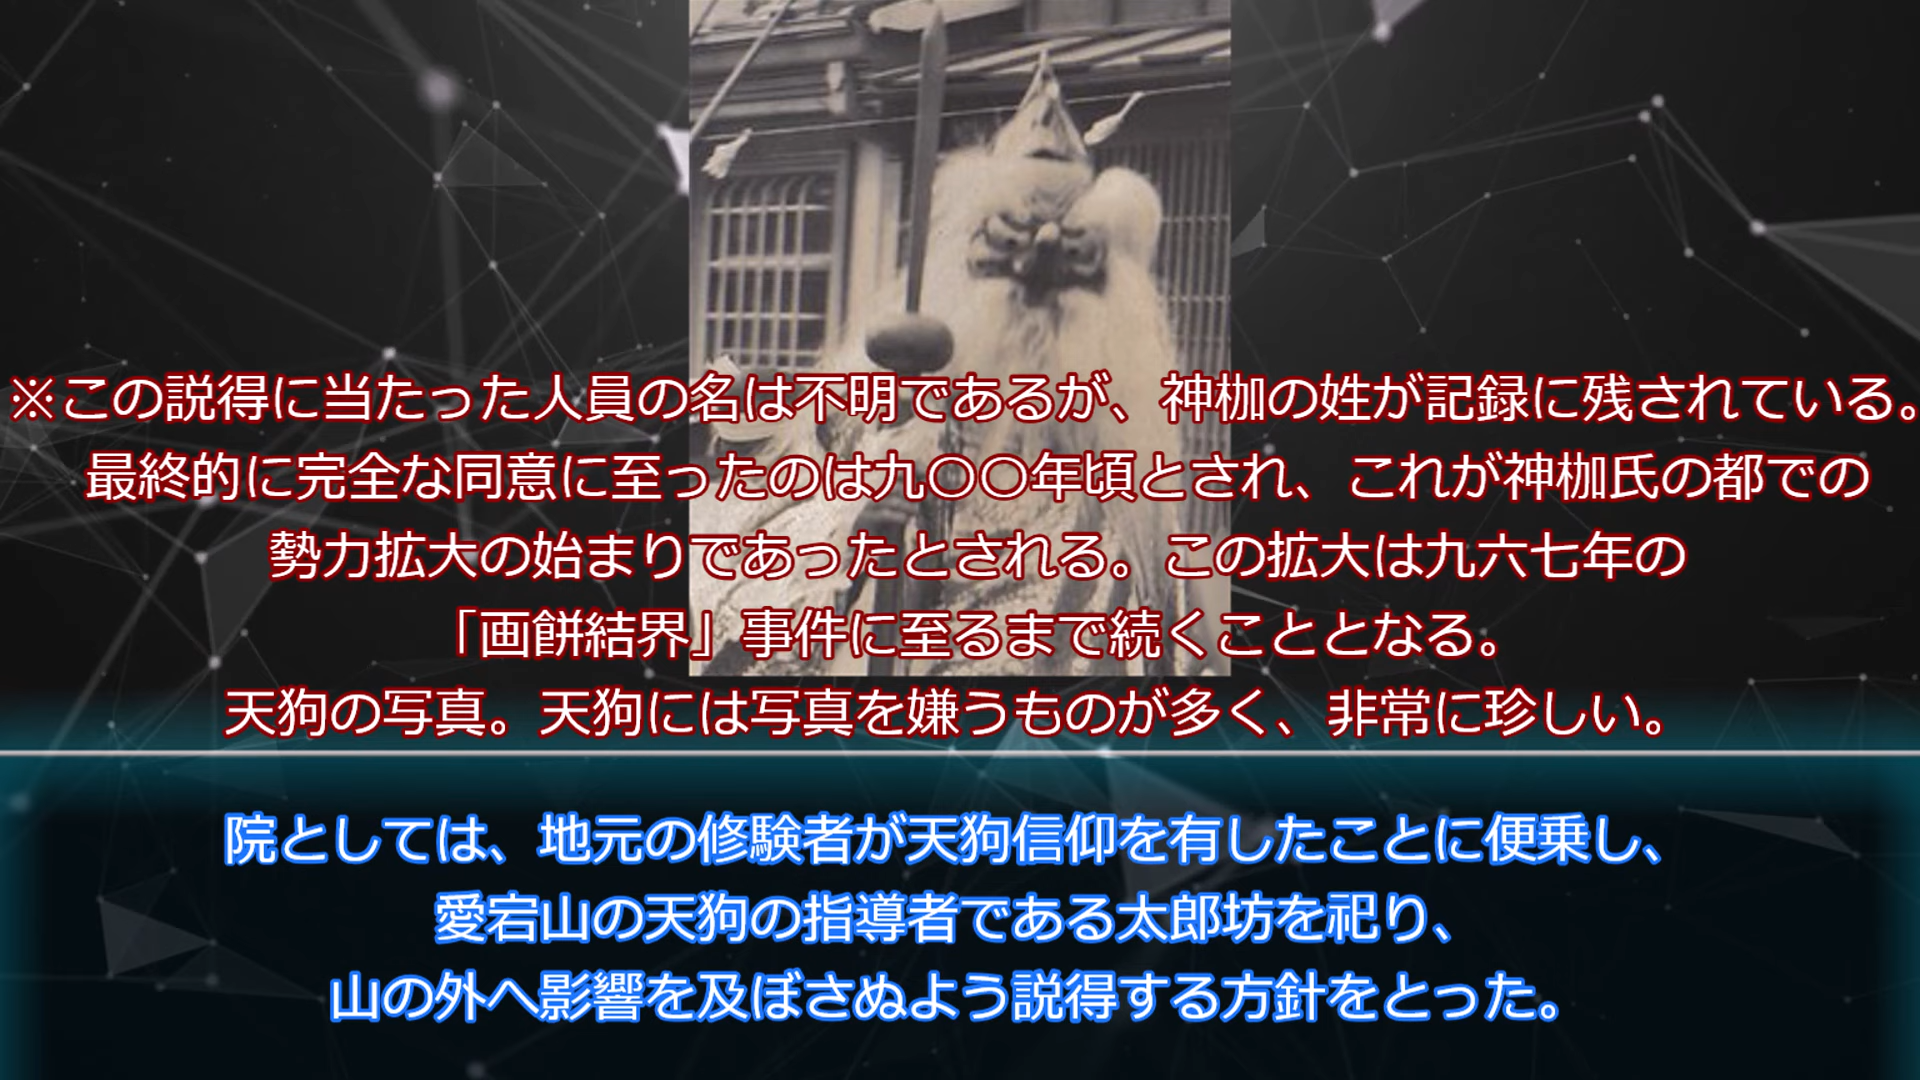 ※この説得に当たった人員の名は不明であるが、神枷の姓が記録に残されている。
最終的に完全な同意に至ったのは九〇〇年頃とされ、これが神枷氏の都での
勢力拡大の始まりであったとされる。この拡大は九六七年の
「画餅結界」事件に至るまで続くこととなる。
天狗の写真。天狗には写真を嫌うものが多く、非常に珍しい。
院としては、地元の修験者が天狗信仰を有したことに便乗し、
愛宕山の天狗の指導者である太郎坊を祀り、
山の外へ影響を及ぼさぬよう説得する方針をとった。